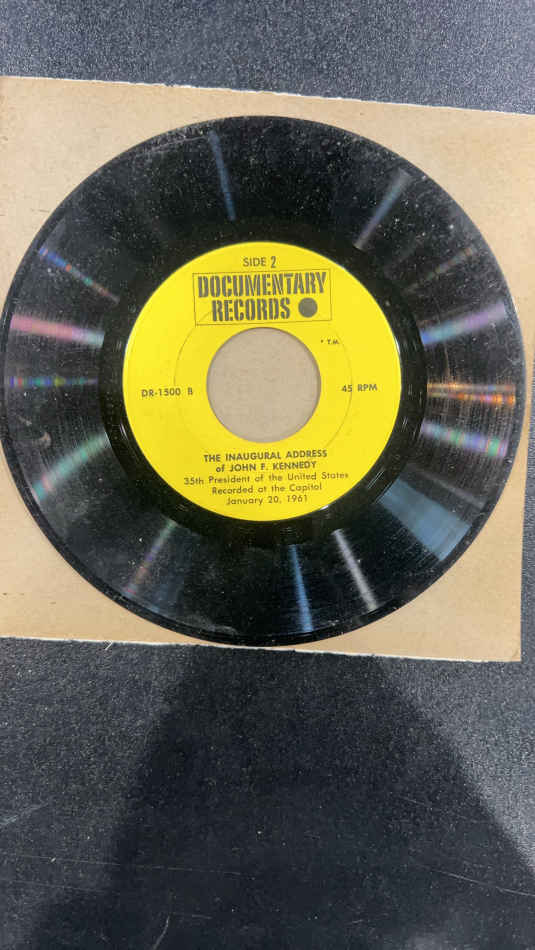 SIDE 2
DOCUMENTARY
RECORDS
* T.M.
DR-1500 B 45 RPM
THE INAUGURAL ADDRESS
of JOHN F. KENNEDY
35th President of the United States
Recorded at the Capitol
January 20, 1961